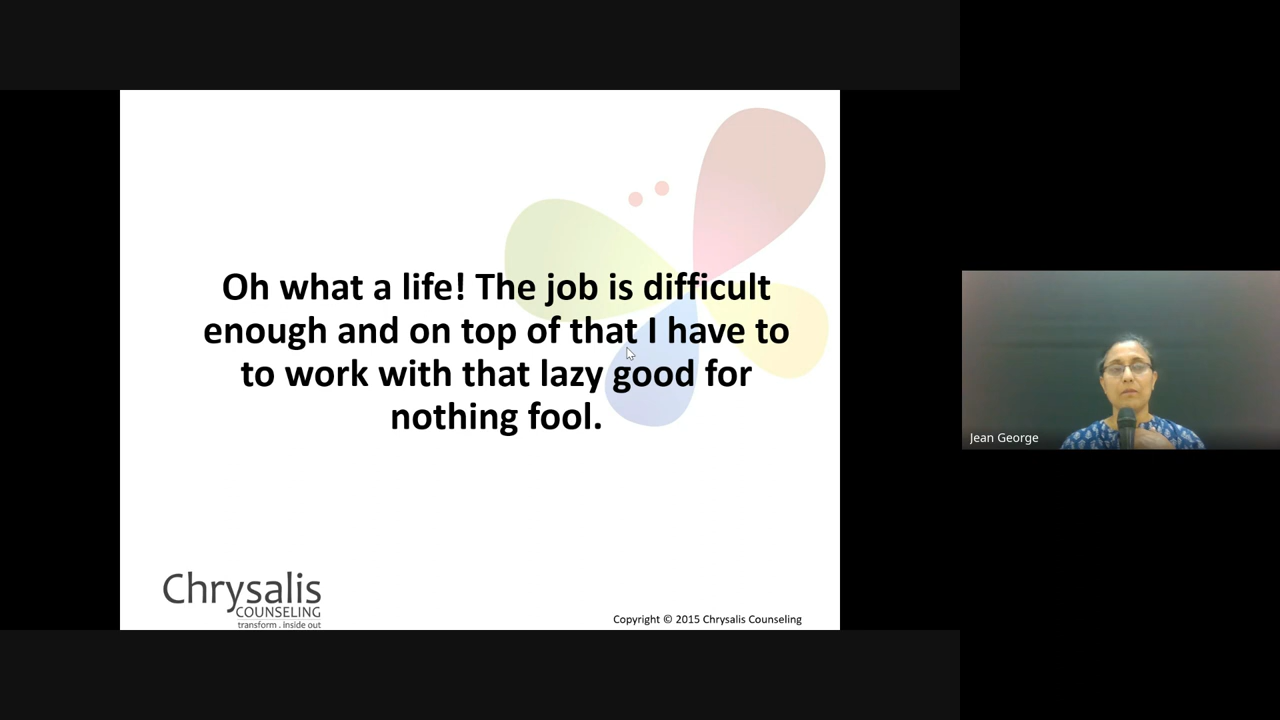 Oh what a life! The job is difficult
enough and on top of that I have to
to work with that lazy good for
nothing fool.
Jean George
Chrysalis
COUNSELING
transform . inside out
Copyright © 2015 Chrysalis Counseling